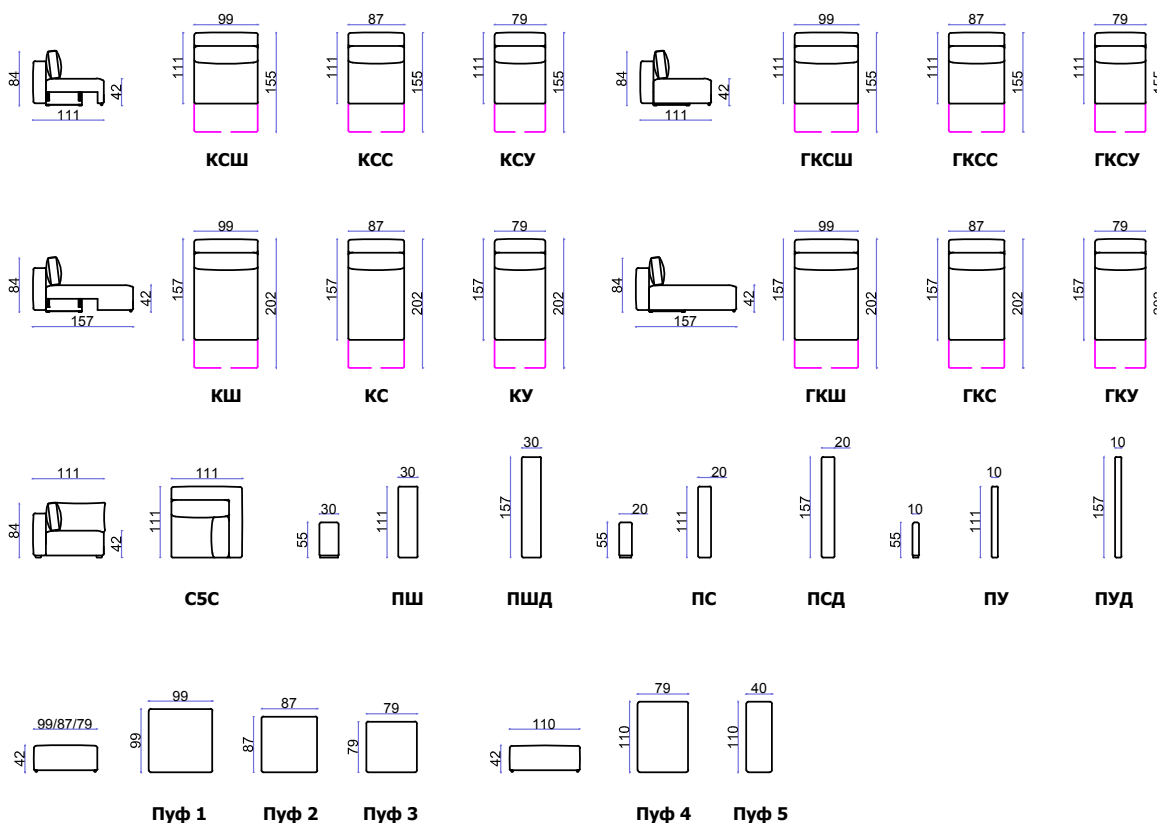 99 87 79 99 87 79
84 42 111 111 155 111 155 111 155 84 42 111 111 155 111 155 111 155
КСШ КСС КСУ ГКСШ ГКСС ГКСУ
99 87 79 99 87 79
84 42 157 157 202 157 202 157 202 84 42 157 157 202 157 202 157 202
КШ КС КУ ГКШ ГКС ГКУ
111 111 30 30 30 20 20 20 10 10 10
84 42 111 55 111 157 55 111 157 55 111 157
С5С ПШ ПШД ПС ПСД ПУ ПУД
99/87/79 99 87 79 110 79 40
42 99 87 79 42 110 110
Пуф 1 Пуф 2 Пуф 3 Пуф 4 Пуф 5